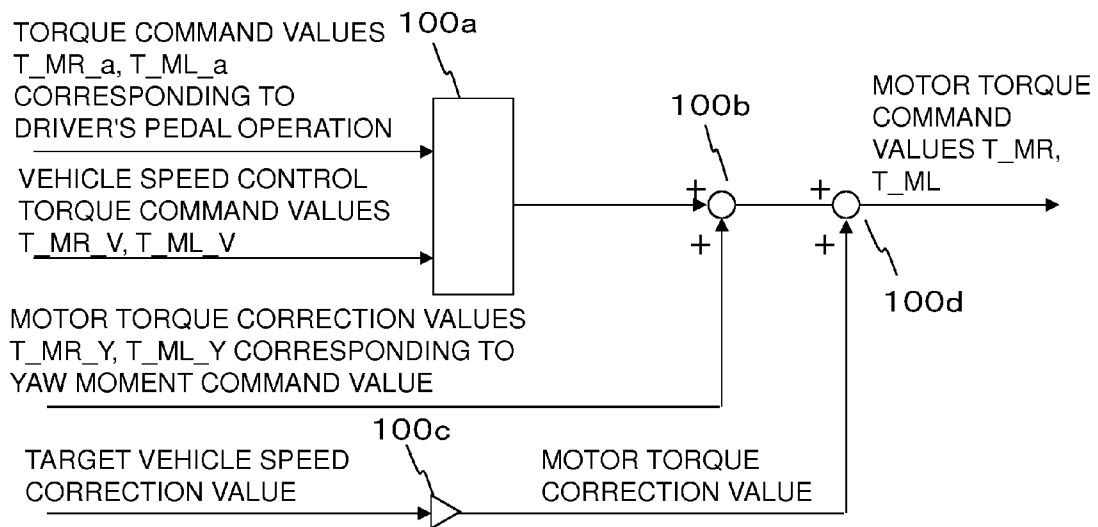 TORQUE COMMAND VALUES
T_MR_a, T_ML_a
CORRESPONDING TO
DRIVER'S PEDAL OPERATION
100a
VEHICLE SPEED CONTROL
TORQUE COMMAND VALUES
T_MR_V, T_ML_V
100b
+
+
+
+
MOTOR TORQUE
COMMAND
VALUES T_MR,
T_ML
100d
MOTOR TORQUE CORRECTION VALUES
T_MR_Y, T_ML_Y CORRESPONDING TO
YAW MOMENT COMMAND VALUE
100c
TARGET VEHICLE SPEED
CORRECTION VALUE
MOTOR TORQUE
CORRECTION VALUE